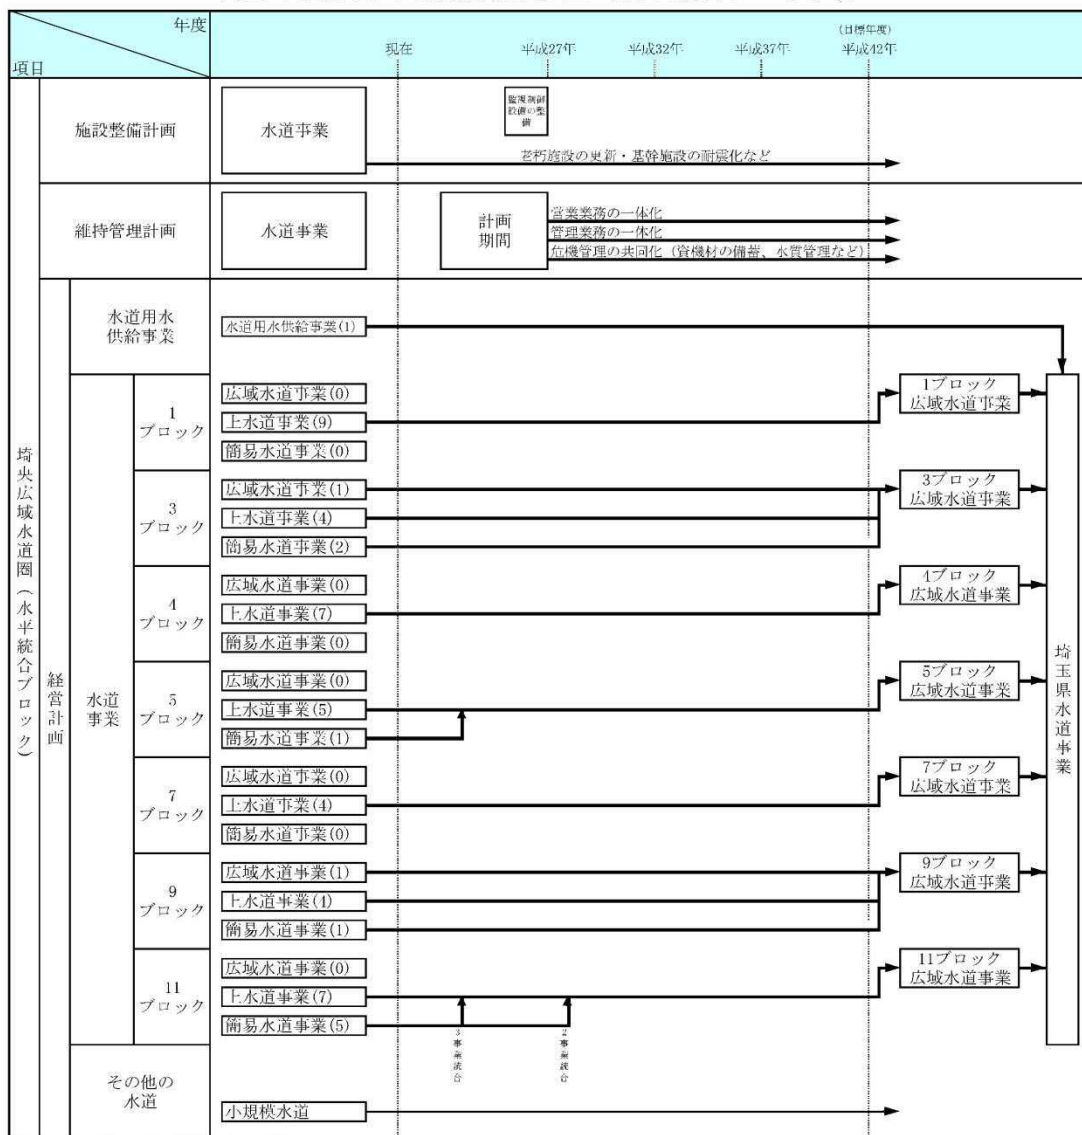 年度
項目
現在
平成27年
平成32年
平成37年
(目標年度)
平成42年
施設整備計画
水道事業
監視制御
設備の整
備
老朽施設の更新・基幹施設の耐震化など
維持管理計画
水道事業
計画
期間
営業業務の一体化
管理業務の一体化
危機管理の共同化（資機材の備蓄、水質管理など）
埼央広域水道圏（水平統合ブロック）
経営計画
水道用水
供給事業
水道用水供給事業(1)
水道
事業
1
ブロック
広域水道事業(0)
上水道事業(9)
簡易水道事業(0)
1ブロック
広域水道事業
3
ブロック
広域水道事業(1)
上水道事業(4)
簡易水道事業(2)
3ブロック
広域水道事業
4
ブロック
広域水道事業(0)
上水道事業(7)
簡易水道事業(0)
4ブロック
広域水道事業
5
ブロック
広域水道事業(0)
上水道事業(5)
簡易水道事業(1)
5ブロック
広域水道事業
7
ブロック
広域水道事業(0)
上水道事業(4)
簡易水道事業(0)
7ブロック
広域水道事業
9
ブロック
広域水道事業(1)
上水道事業(4)
簡易水道事業(1)
9ブロック
広域水道事業
11
ブロック
広域水道事業(0)
上水道事業(7)
簡易水道事業(5)
3事業統合
2事業統合
11ブロック
広域水道事業
埼玉県水道事業
その他の
水道
小規模水道